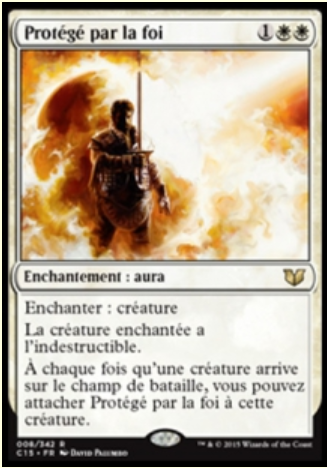 Protégé par la foi 1
Enchantement : aura
Enchanter : créature
La créature enchantée a
l'indestructible.
À chaque fois qu'une créature arrive
sur le champ de bataille, vous pouvez
attacher Protégé par la foi à cette
créature.
008/342 R
C15 • FR DAVID PALUMBO ™ & © 2015 Wizards of the Coast